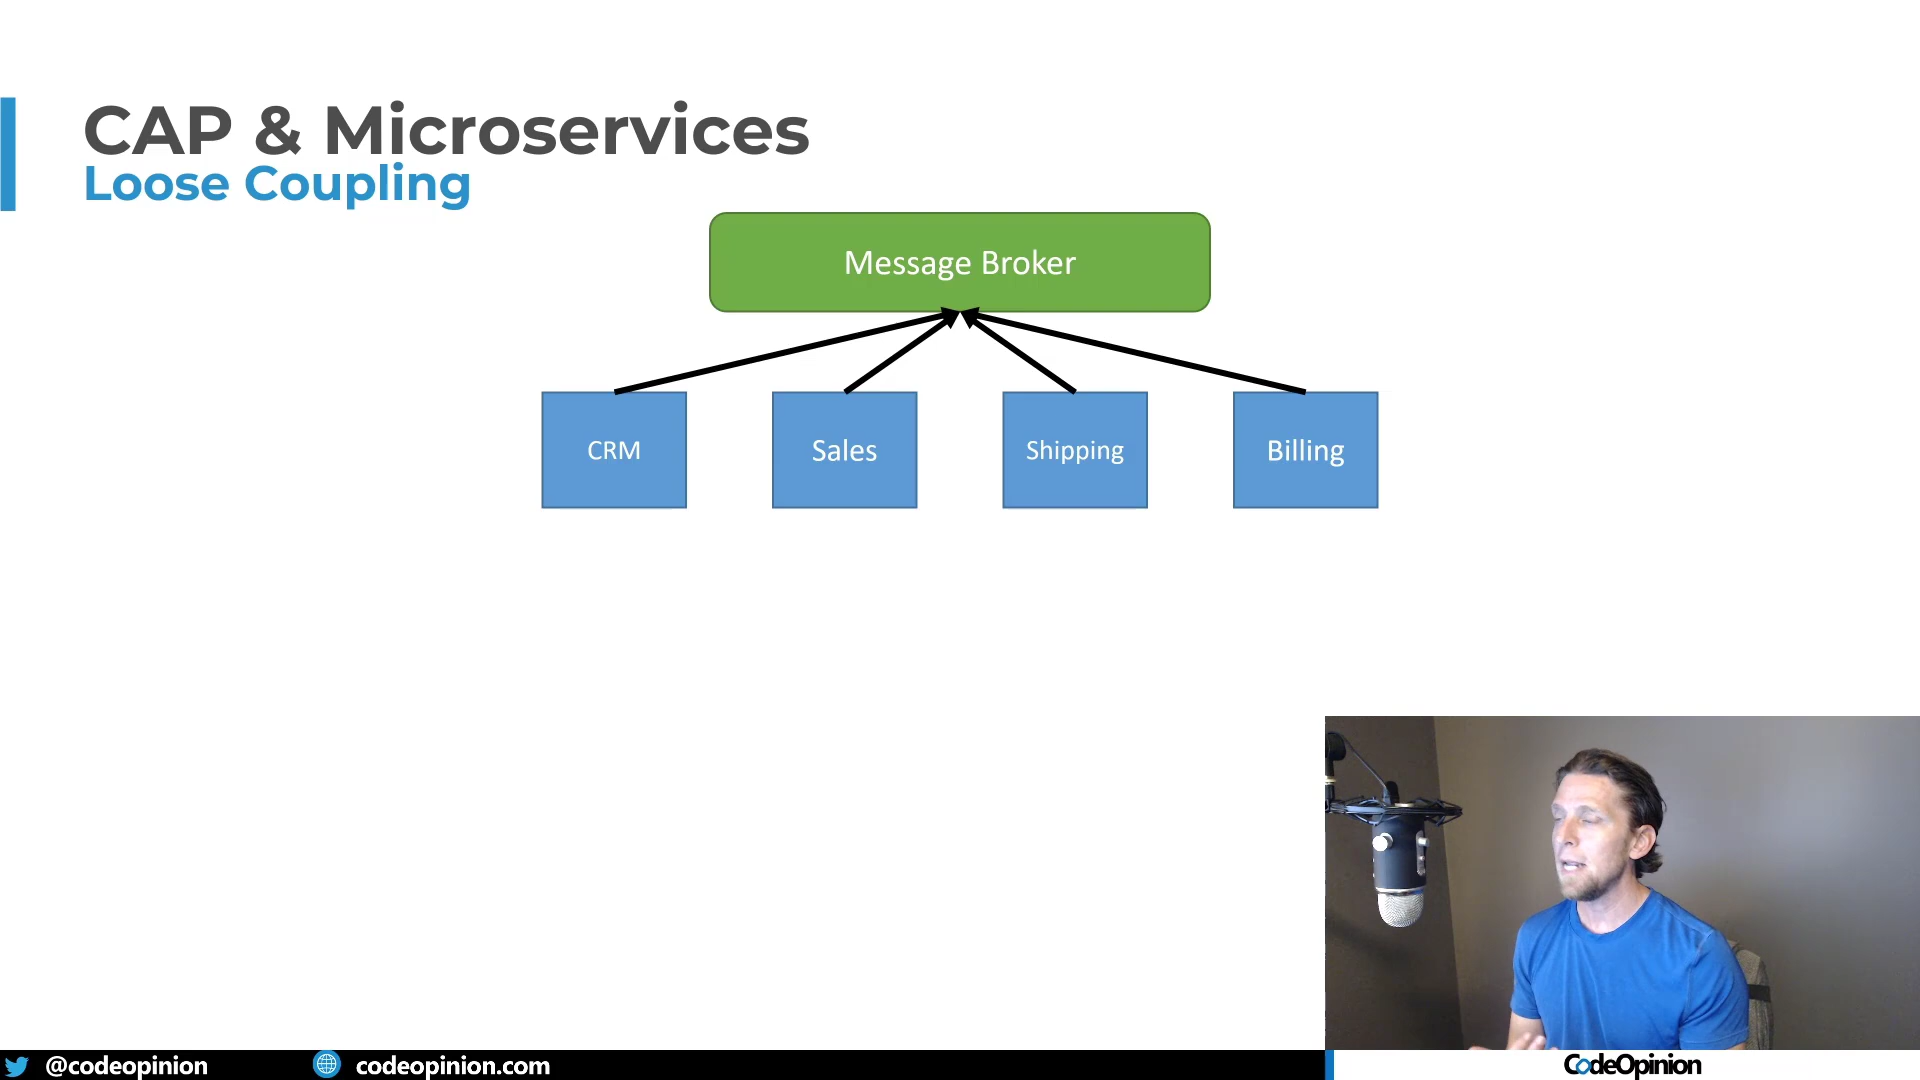 CAP & Microservices
Loose Coupling
Message Broker
CRM
Sales
Shipping
Billing
@codeopinion
codeopinion.com
CodeOpinion